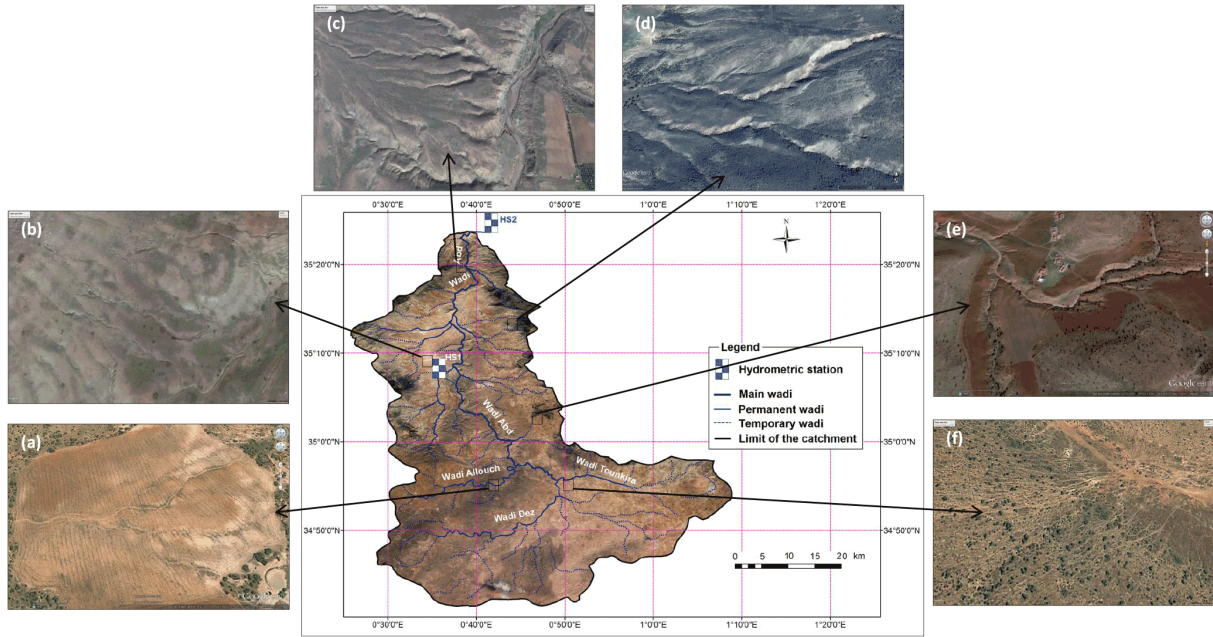 (c)
(d)
Google earth
0°30'0"E 0°40'0"E 0°50'0"E 1°0'0"E 1°10'0"E 1°20'0"E
HS2
N
(b)
(e)
35°20'0"N
35°20'0"N
Wadi
35°10'0"N
35°10'0"N
HS1
Legend
Hydrometric station
Main wadi
Permanent wadi
Temporary wadi
Limit of the catchment
Google earth
Wadi Abd
(a)
(f)
35°0'0"N
35°0'0"N
Wadi Allouch
Wadi Touakira
Wadi Dez
34°50'0"N
34°50'0"N
0 5 10 15 20
km
Google
0°30'0"E 0°40'0"E 0°50'0"E 1°0'0"E 1°10'0"E 1°20'0"E